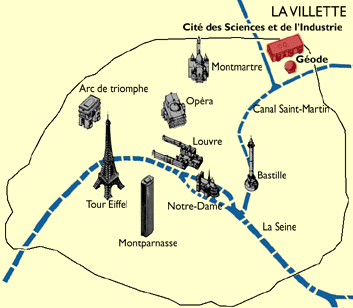 LA VILLETTE
Cité des Sciences et de l'Industrie
Géode
Montmartre
Arc de triomphe
Opéra
Canal Saint-Martin
Louvre
Bastille
Tour Eiffel
Notre-Dame
La Seine
Montparnasse